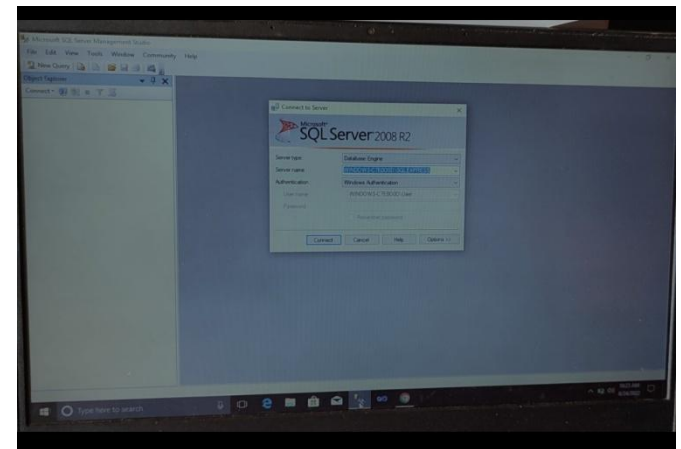 Microsoft SQL Server Management Studio
File Edit View Tools Window Community Help
New Query
Object Explorer
Connect
Connect to Server
Microsoft
SQL Server 2008 R2
Server type: Database Engine
Server name:
Authentication: Windows Authentication
User name:
Password:
Remember password
Connect Cancel Help Options >>
Type here to search